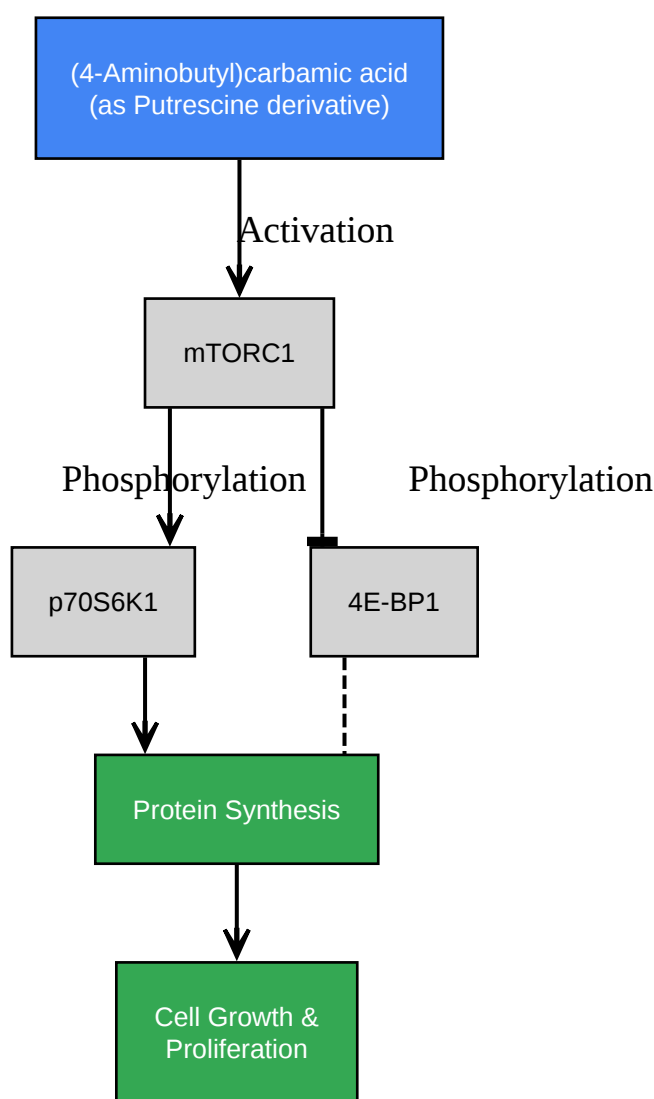 (4-Aminobutyl)carbamic acid
(as Putrescine derivative)
Activation
mTORC1
Phosphorylation
Phosphorylation
p70S6K1
4E-BP1
Protein Synthesis
Cell Growth &
Proliferation